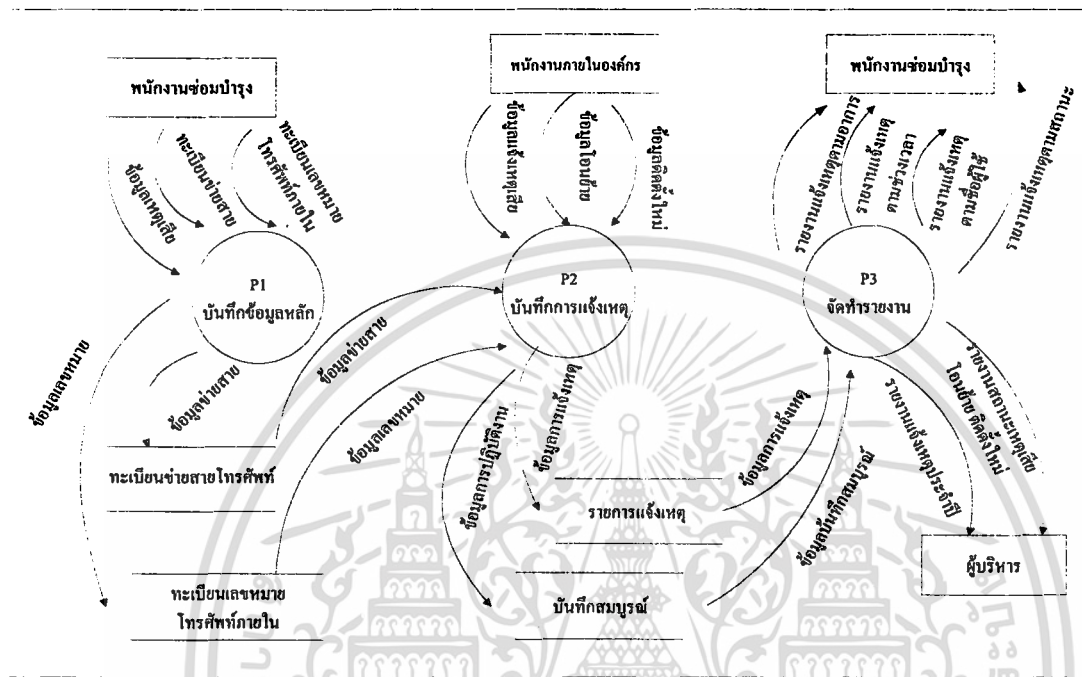 พนักงานซ่อมบำรุง
พนักงานภายในองค์กร
พนักงานซ่อมบำรุง
ข้อมูลเหตุเสีย
ทะเบียนข่ายสาย
ทะเบียนเลขหมาย
โทรศัพท์ภายใน
ข้อมูลแจ้งเหตุเสีย
ข้อมูลโอนย้าย
ข้อมูลติดตั้งใหม่
รายงานแจ้งเหตุตามอาการ
รายงานแจ้งเหตุ
ตามช่วงเวลา
รายงานแจ้งเหตุ
ตามชื่อผู้ใช้
รายงานแจ้งเหตุตามสถานะ
P1
บันทึกข้อมูลหลัก
P2
บันทึกการแจ้งเหตุ
P3
จัดทำรายงาน
ข้อมูลเลขหมาย
ข้อมูลข่ายสาย
ข้อมูลข่ายสาย
ข้อมูลเลขหมาย
ข้อมูลการปฏิบัติงาน
ข้อมูลการแจ้งเหตุ
ข้อมูลการแจ้งเหตุ
ข้อมูลบันทึกสมบูรณ์
รายงานแจ้งเหตุประจำปี
รายงานสถานะเหตุเสีย
โอนย้าย ติดตั้งใหม่
ทะเบียนข่ายสายโทรศัพท์
รายการแจ้งเหตุ
ผู้บริหาร
ทะเบียนเลขหมาย
โทรศัพท์ภายใน
บันทึกสมบูรณ์